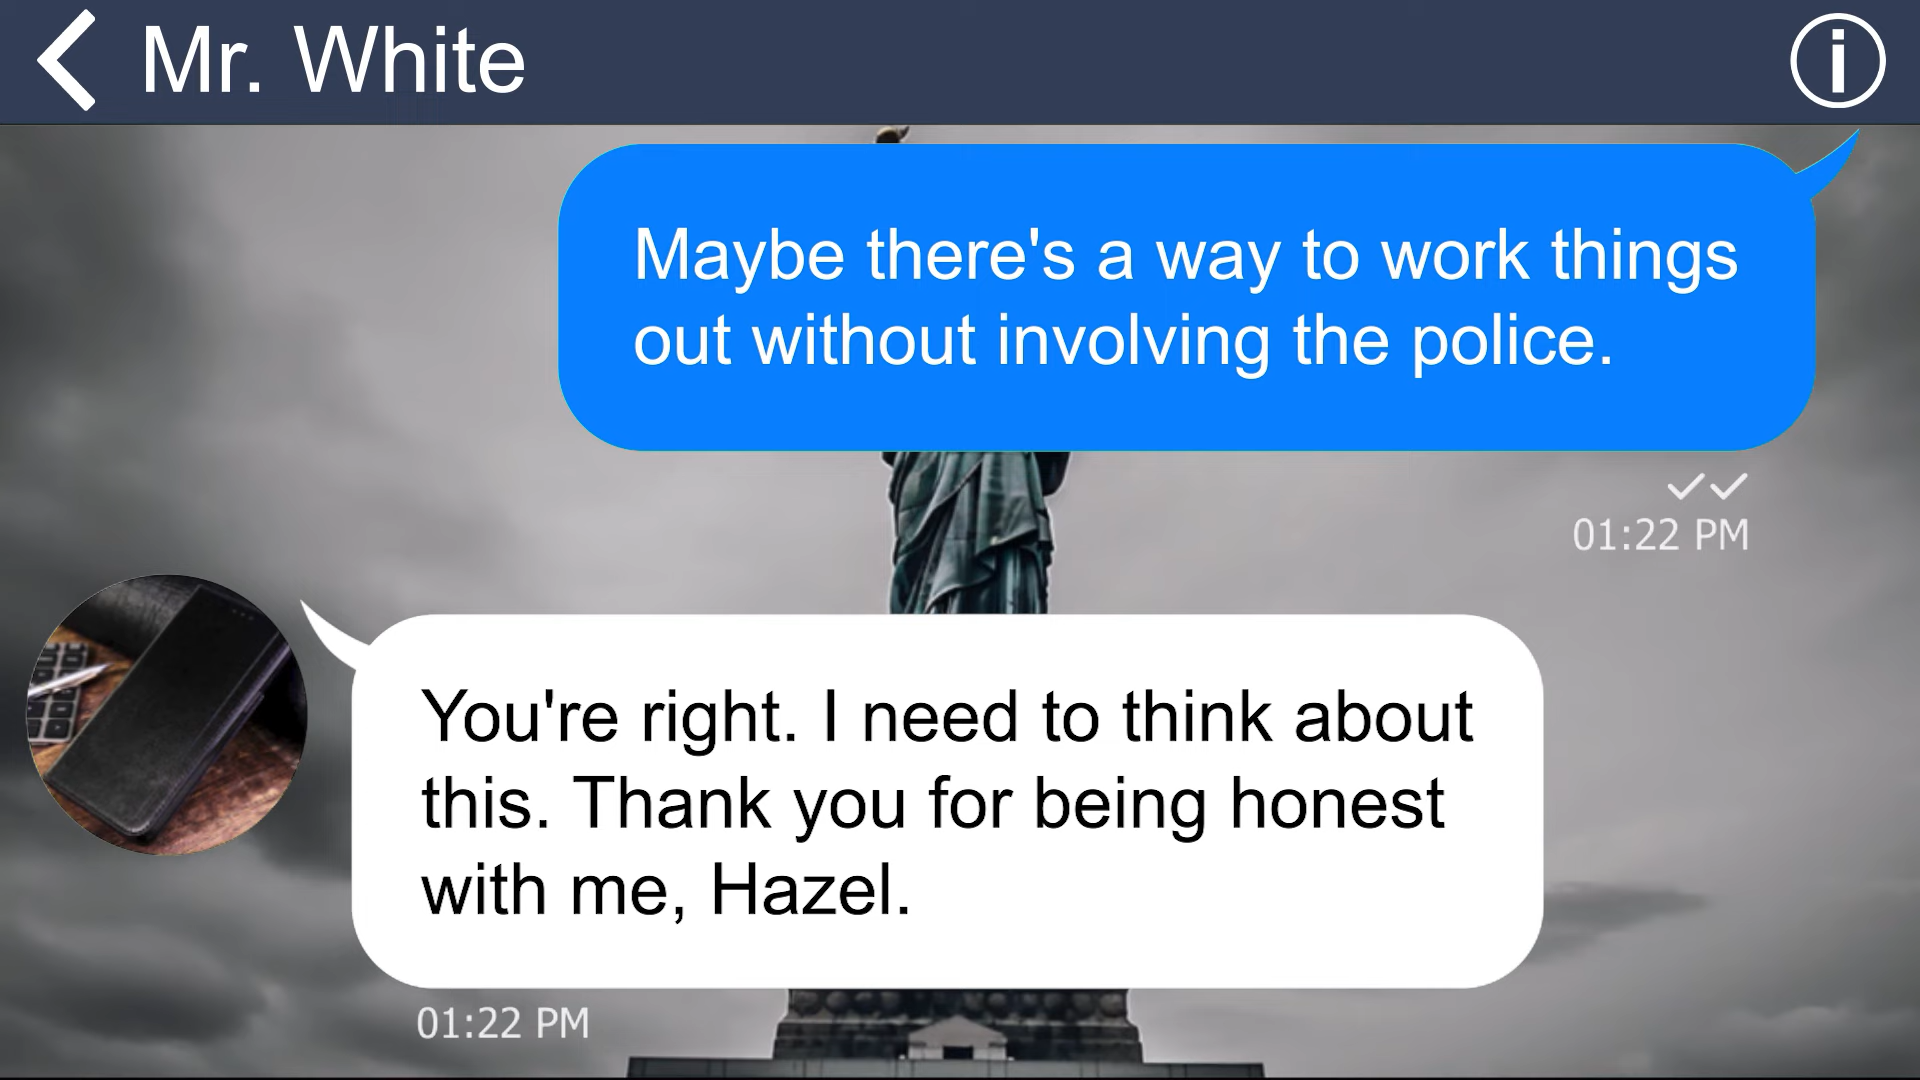 Mr. White
Maybe there's a way to work things
out without involving the police.
01:22 PM
You're right. I need to think about
this. Thank you for being honest
with me, Hazel.
01:22 PM